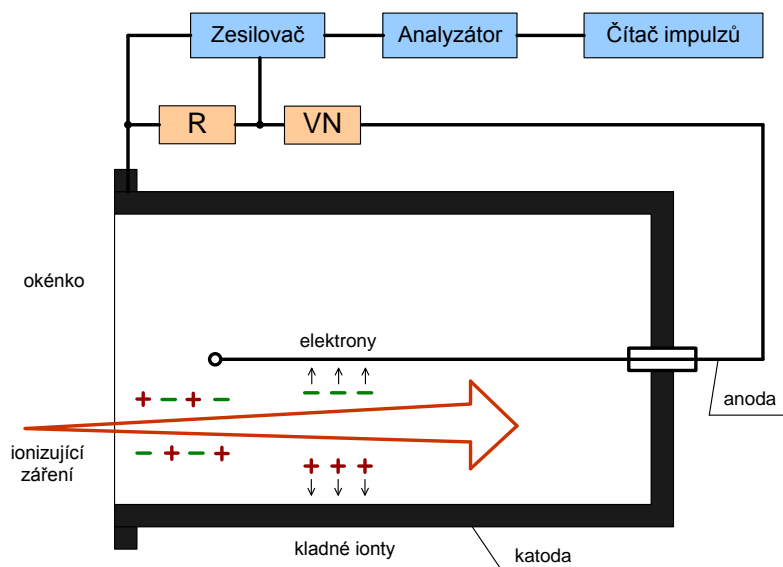 Zesilovač
Analyzátor
Čítač impulzů
R
VN
okénko
elektrony
anoda
ionizující
záření
kladné ionty
katoda